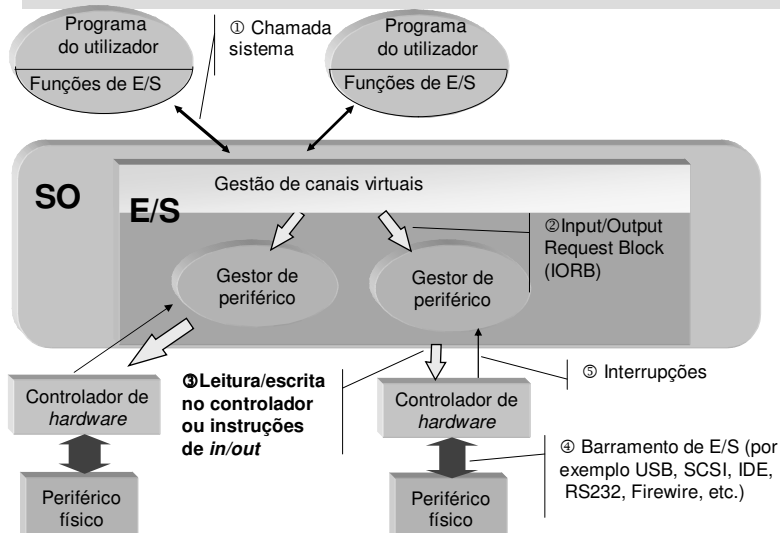 Programa
do utilizador
Funções de E/S
① Chamada
sistema
Programa
do utilizador
Funções de E/S
SO
E/S
Gestão de canais virtuais
②Input/Output
Request Block
(IORB)
Gestor de
periférico
Gestor de
periférico
③Leitura/escrita
no controlador
ou instruções
de in/out
⑤ Interrupções
Controlador de
hardware
Controlador de
hardware
④ Barramento de E/S (por
exemplo USB, SCSI, IDE,
RS232, Firewire, etc.)
Periférico
físico
Periférico
físico